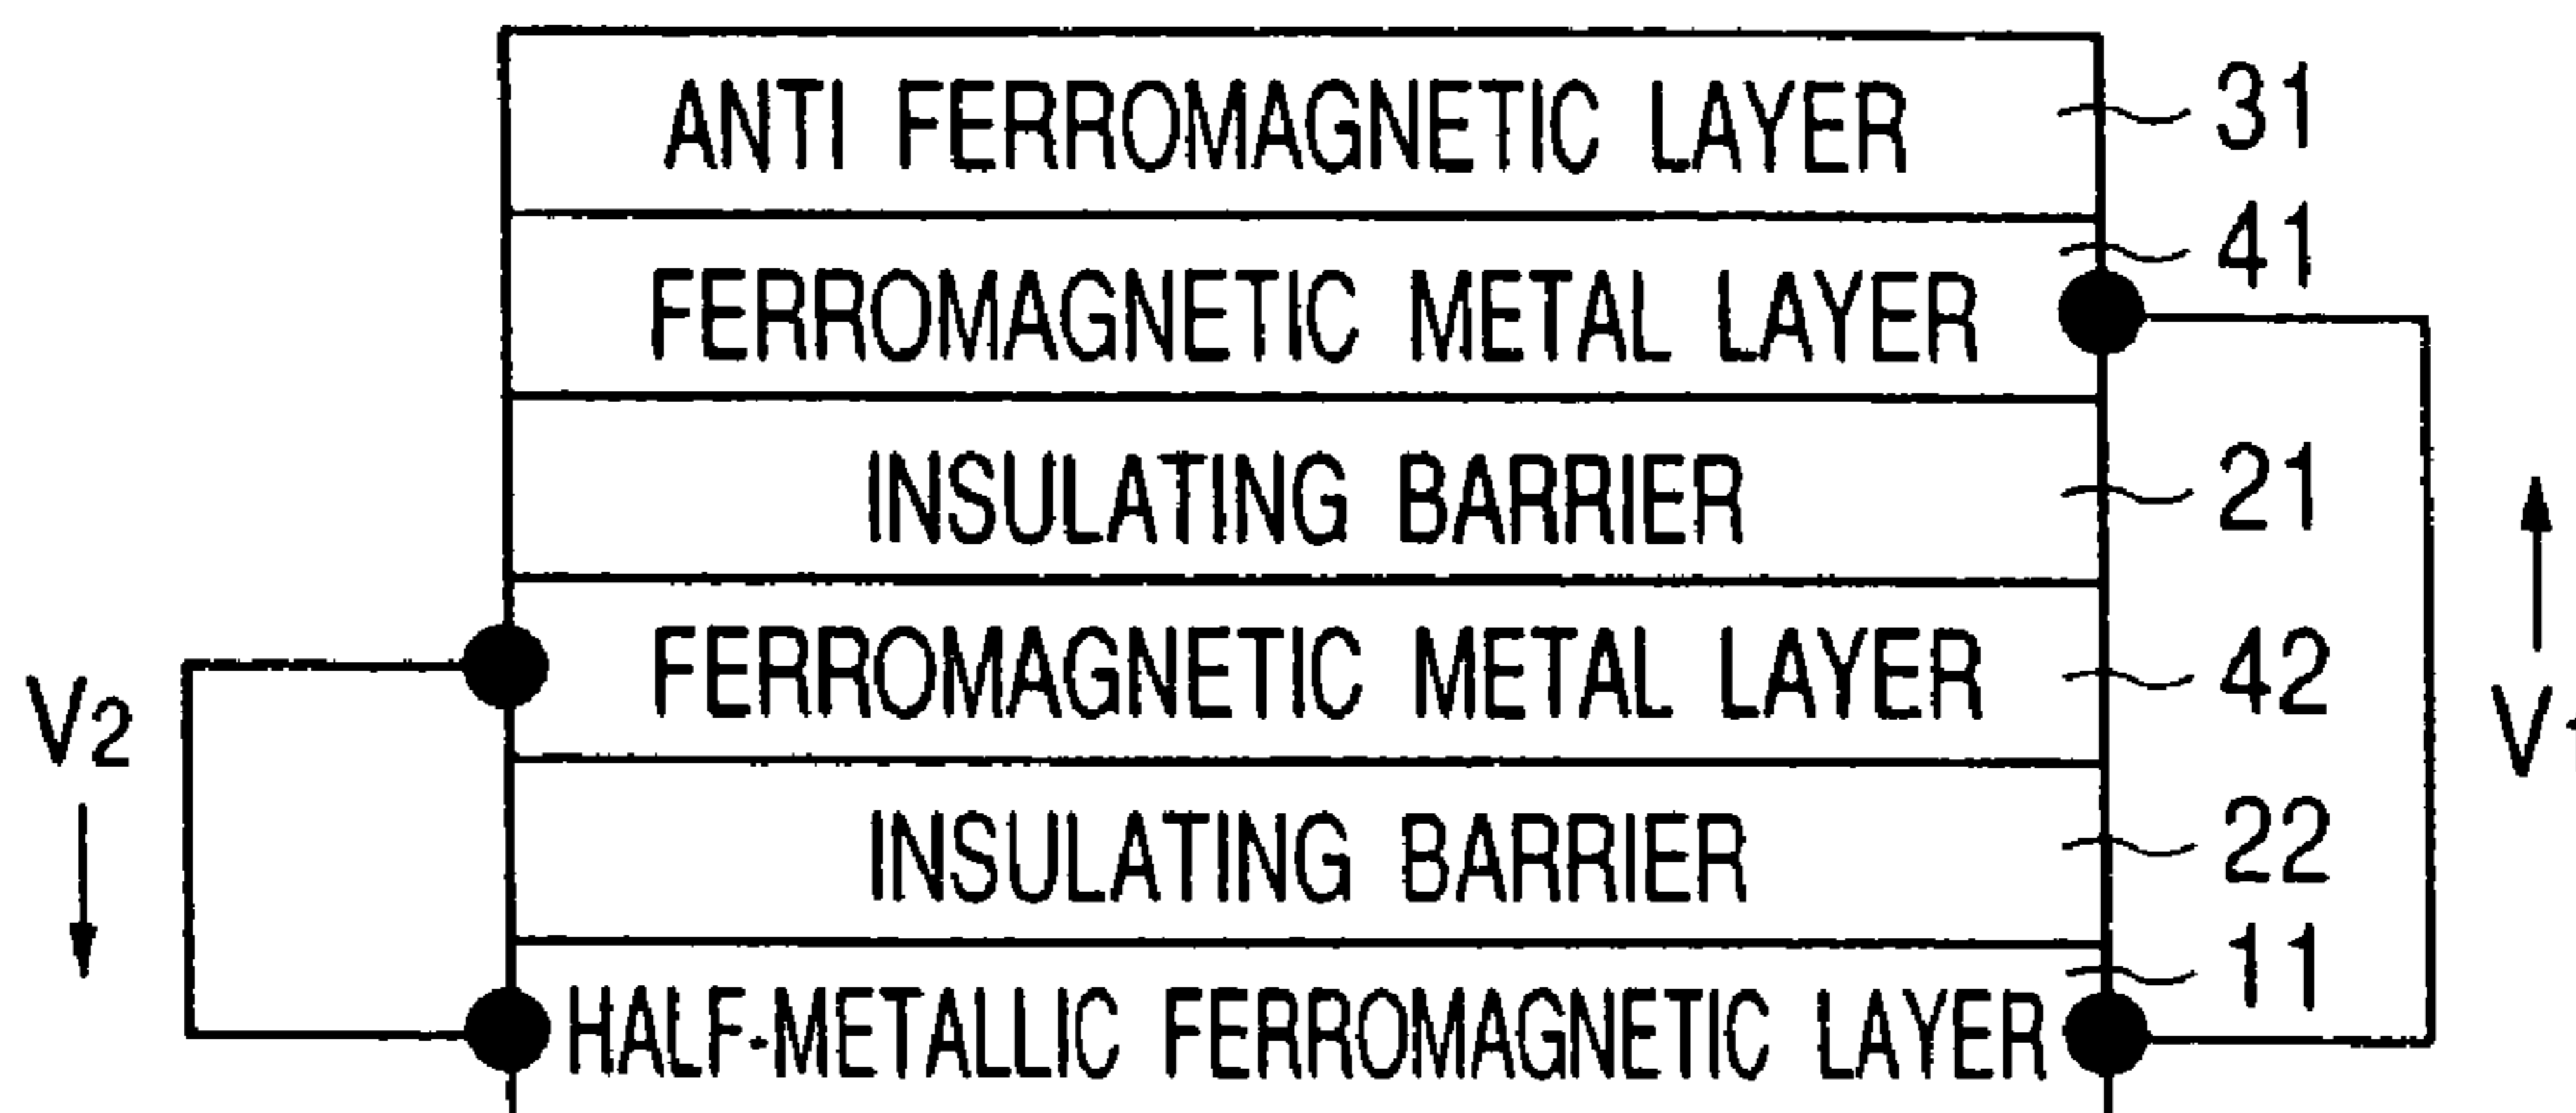 ANTI FERROMAGNETIC LAYER 31
41
FERROMAGNETIC METAL LAYER
INSULATING BARRIER 21
FERROMAGNETIC METAL LAYER 42
V2
V1
INSULATING BARRIER 22
11
HALF-METALLIC FERROMAGNETIC LAYER